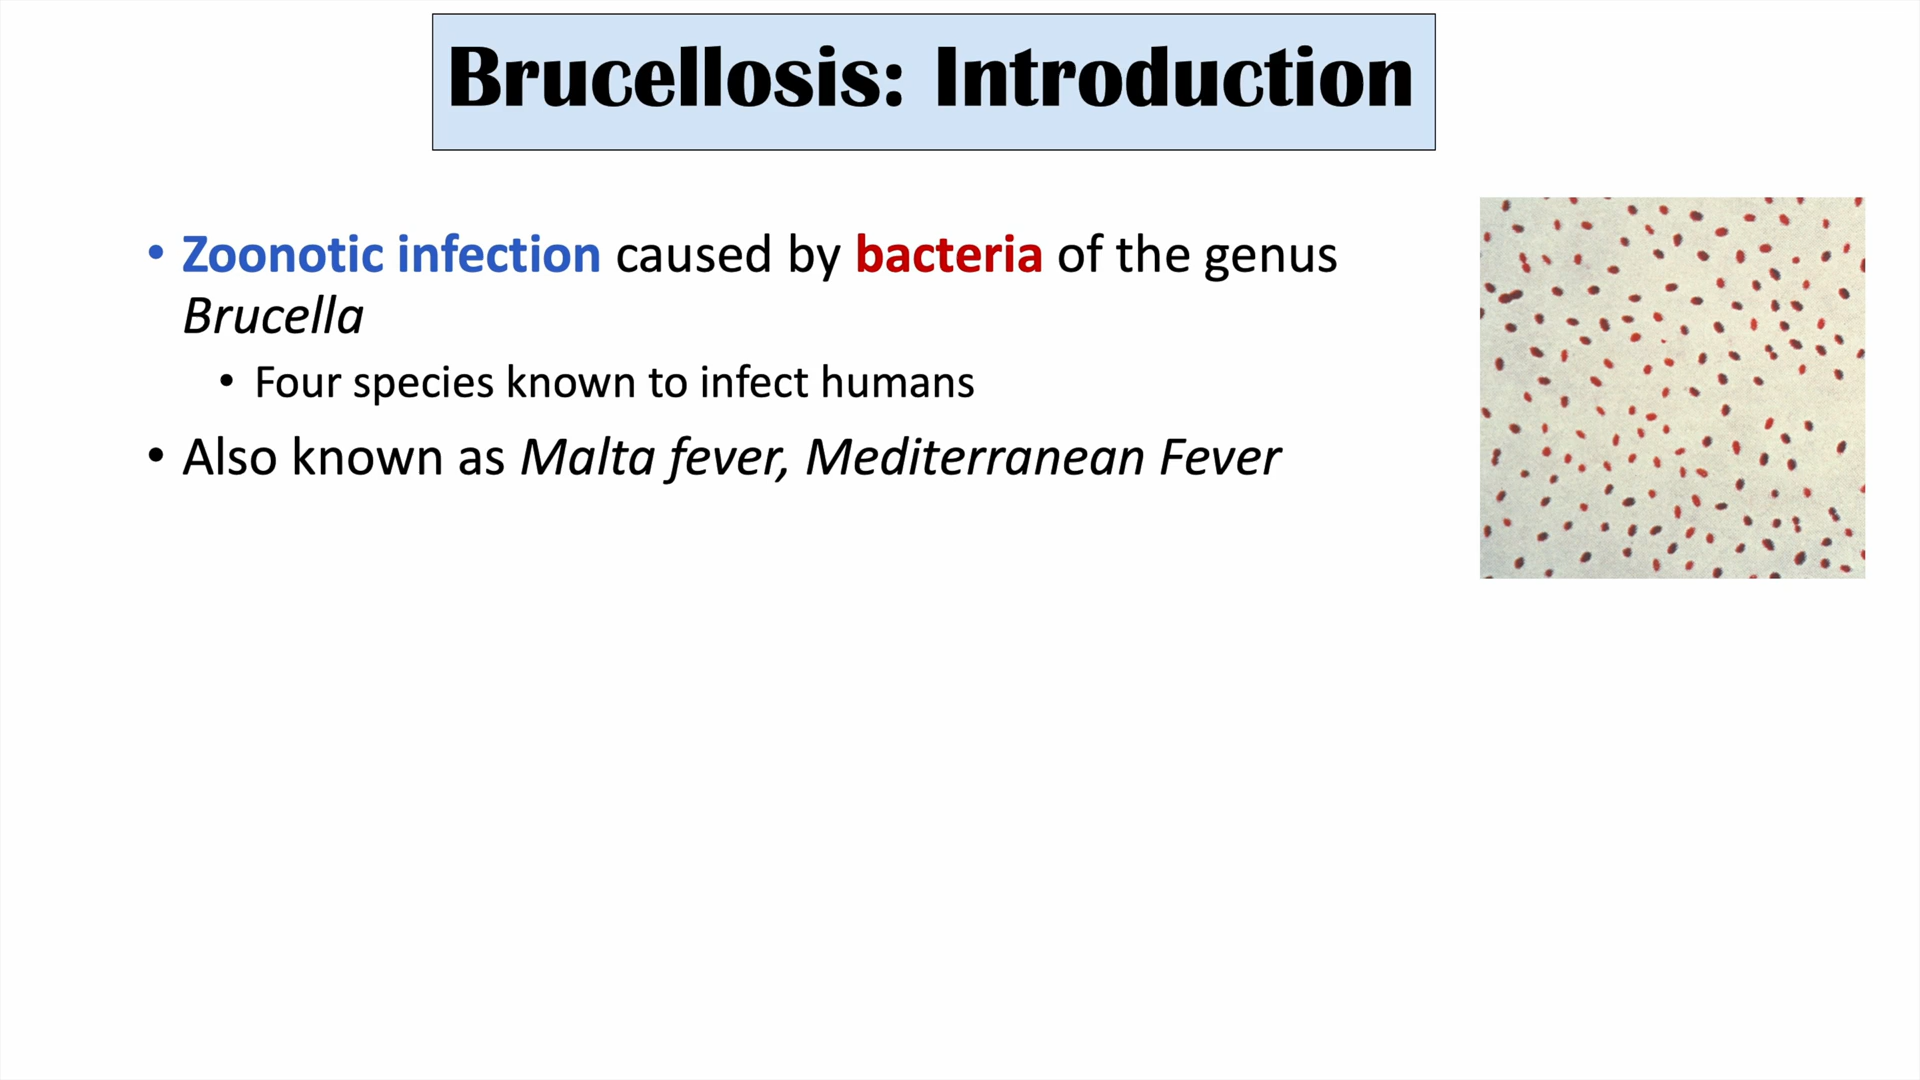 Brucellosis: Introduction
• Zoonotic infection caused by bacteria of the genus
Brucella
• Four species known to infect humans
• Also known as Malta fever, Mediterranean Fever